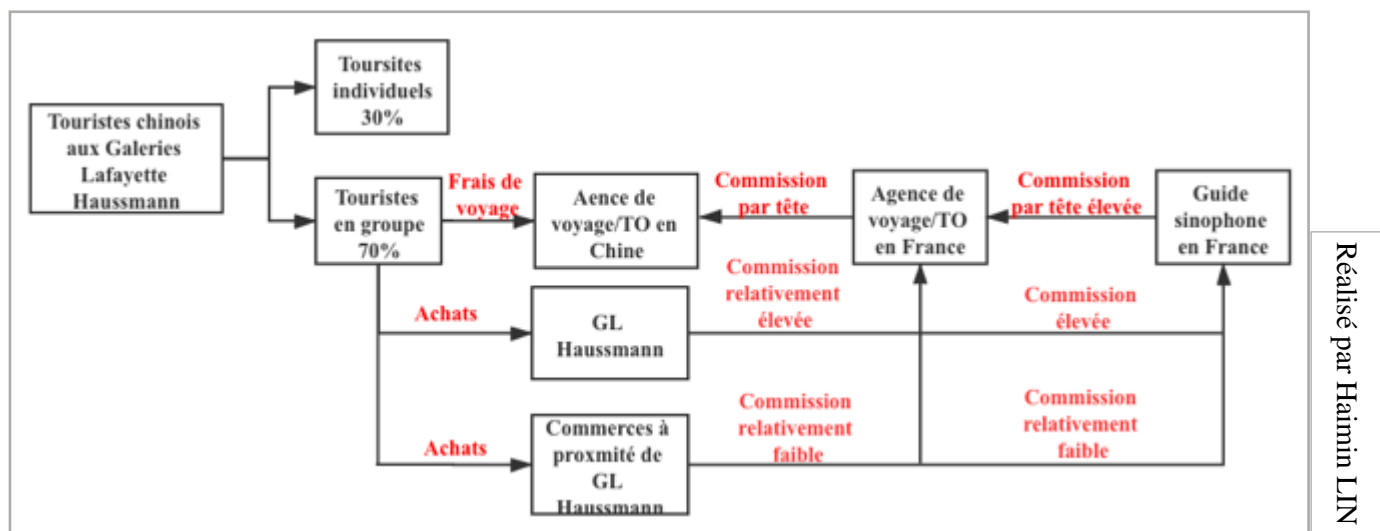 Toursites
individuels
30%
Touristes chinois
aux Galeries
Lafayette
Haussmann
Touristes
en groupe
70%
Frais de
voyage
Aence de
voyage/TO en
Chine
Commission
par tête
Agence de
voyage/TO
en France
Commission
par tête élevée
Guide
sinophone
en France
Achats
GL
Haussmann
Commission
relativement
élevée
Commission
élevée
Achats
Commerces à
proxmité de
GL
Haussmann
Commission
relativement
faible
Commission
relativement
faible
Réalisé par Haimin LIN